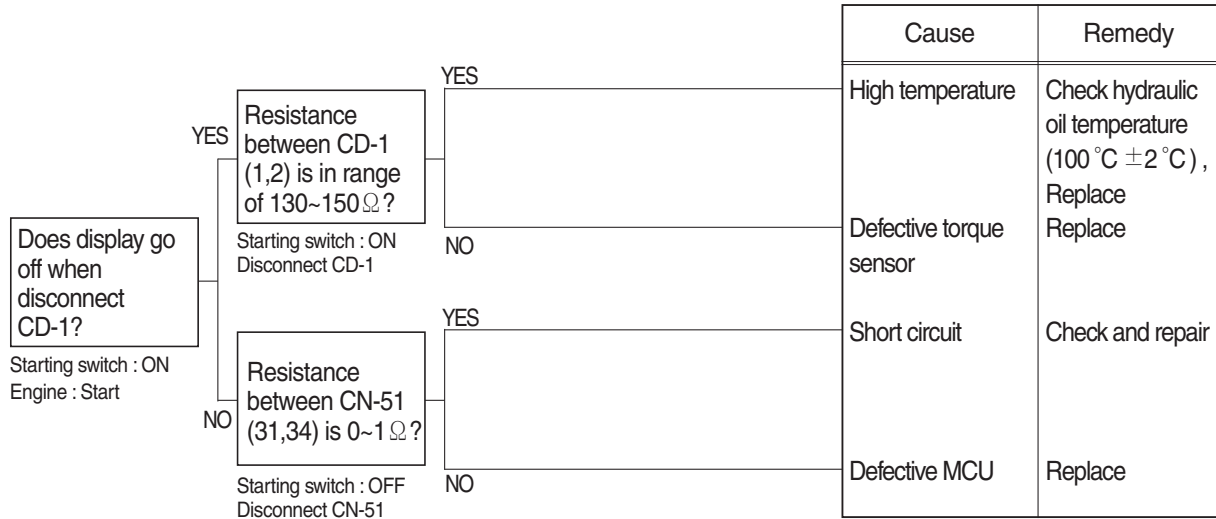 Cause
Remedy
YES
High temperature
Check hydraulic
oil temperature
(100 ℃ ±2 ℃) ,
Replace
YES
Resistance
between CD-1
(1,2) is in range
of 130~150Ω?
Starting switch : ON
Disconnect CD-1
NO
Defective torque
sensor
Replace
Does display go
off when
disconnect
CD-1?
Starting switch : ON
Engine : Start
YES
Short circuit
Check and repair
NO
Resistance
between CN-51
(31,34) is 0~1Ω?
Starting switch : OFF
Disconnect CN-51
NO
Defective MCU
Replace